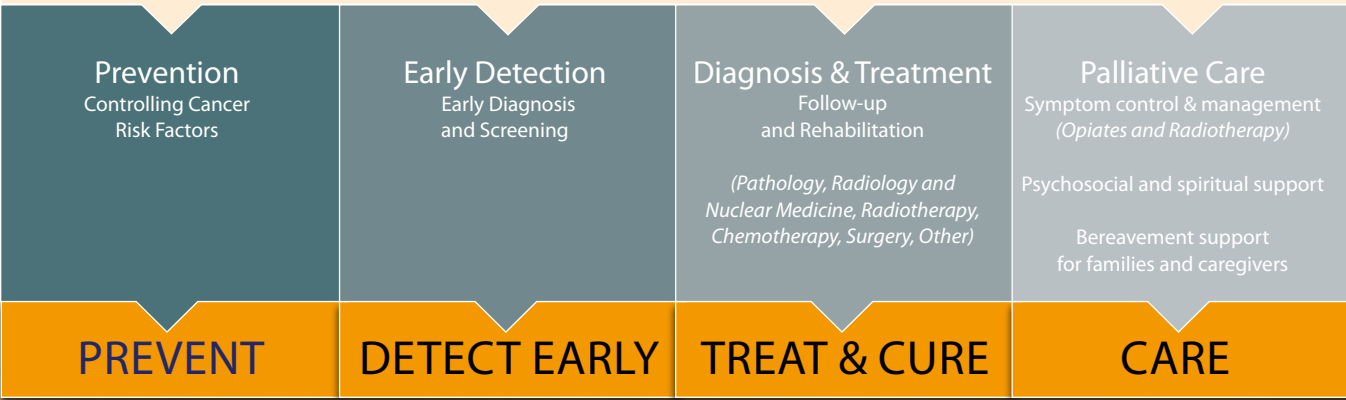 Prevention
Controlling Cancer
Risk Factors
Early Detection
Early Diagnosis
and Screening
Diagnosis & Treatment
Follow-up
and Rehabilitation
(Pathology, Radiology and
Nuclear Medicine, Radiotherapy,
Chemotherapy, Surgery, Other)
Palliative Care
Symptom control & management
(Opiates and Radiotherapy)
Psychosocial and spiritual support
Bereavement support
for families and caregivers
PREVENT
DETECT EARLY
TREAT & CURE
CARE